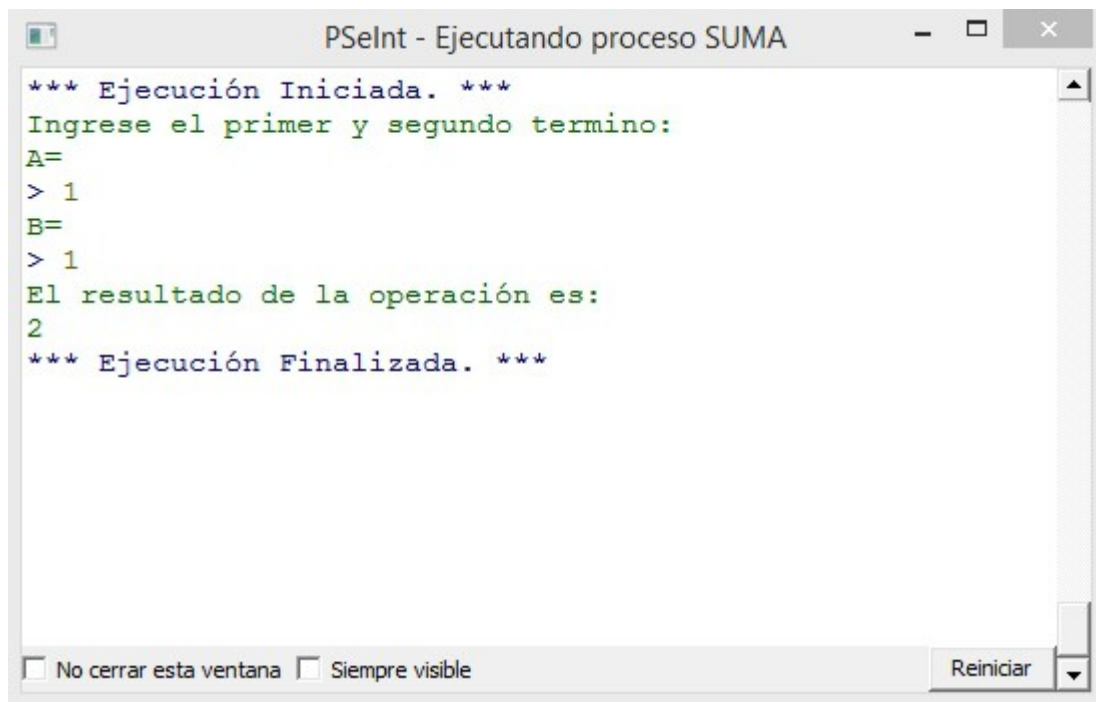 PSeInt - Ejecutando proceso SUMA
*** Ejecución Iniciada. ***
Ingrese el primer y segundo termino:
A=
> 1
B=
> 1
El resultado de la operación es:
2
*** Ejecución Finalizada. ***
No cerrar esta ventana Siempre visible Reiniciar